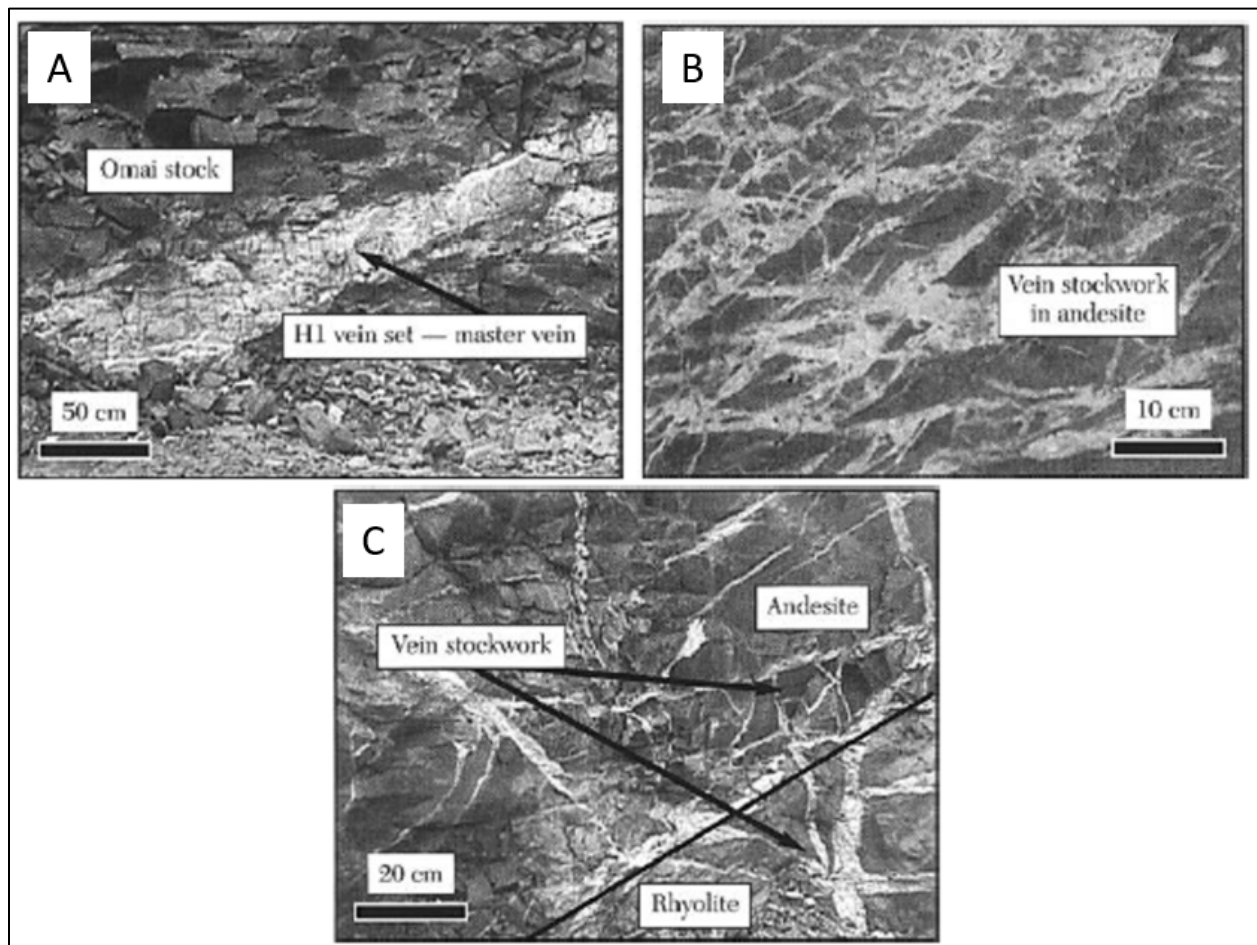 A
Omai stock
H1 vein set — master vein
50 cm
B
Vein stockwork
in andesite
10 cm
C
Andesite
Vein stockwork
20 cm
Rhyolite